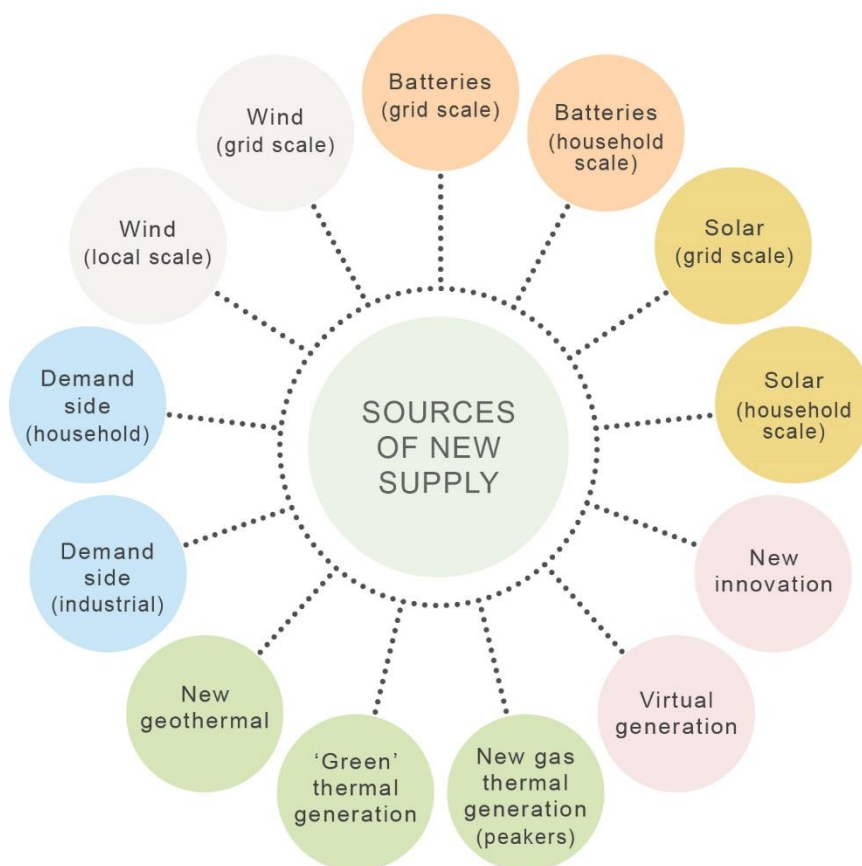 Batteries
(grid scale)
Batteries
(household
scale)
Solar
(grid scale)
Solar
(household
scale)
New
innovation
Virtual
generation
New gas
thermal
generation
(peakers)
‘Green’
thermal
generation
New
geothermal
Demand
side
(industrial)
Demand
side
(household)
Wind
(local scale)
Wind
(grid scale)
SOURCES
OF NEW
SUPPLY